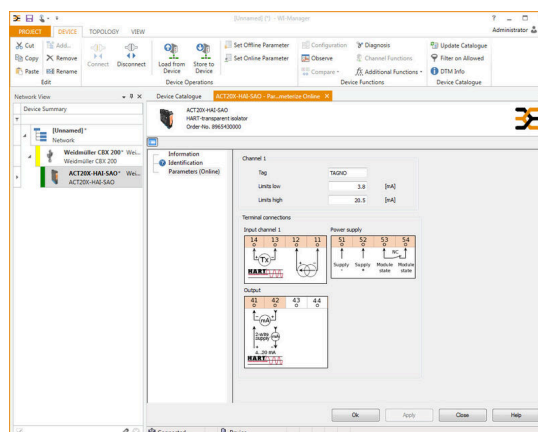 [Unnamed] (*) - WI-Manager
PROJECT DEVICE TOPOLOGY VIEW
Administrator
Cut
Copy
Paste
Add...
Remove
Rename
Edit
Connect
Disconnect
Load from Device
Store to Device
Set Offline Parameter
Set Online Parameter
Device Operations
Configuration
Observe
Compare
Diagnosis
Channel Functions
Additional Functions
Device Functions
Update Catalogue
Filter on Allowed
DTM Info
Device Catalogue
Network View
Device Summary
[Unnamed]*
Network
Weidmüller CBX 200* Wei...
Weidmüller CBX 200
ACT20X-HAI-SAO* Wei...
ACT20X-HAI-SAO
Device Catalogue
ACT20X-HAI-SAO - Par...meterize Online
ACT20X-HAI-SAO
HART-transparent isolator
Order-No. 8965430000
Information
Identification
Parameters (Online)
Channel 1
Tag TAGNO
Limits low 3.8 [mA]
Limits high 20.5 [mA]
Terminal connections
Input channel 1
14 13 12 11
Tx
HART
Power supply
51 52 53 54
NC
Supply - Supply + Module state Module state
Output
41 42 43 44
mA
2-wire supply mA
4...20 mA
HART
Ok Apply Close Help
Connected Device